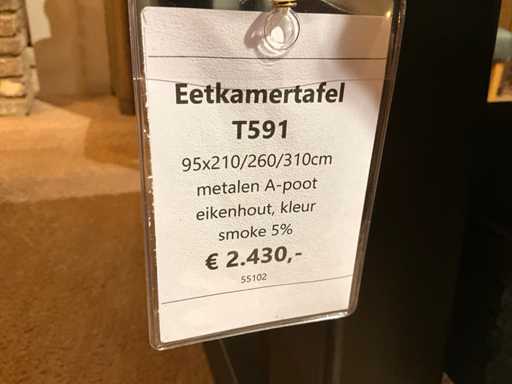 Eetkamertafel
T591
95x210/260/310cm
metalen A-poot
eikenhout, kleur
smoke 5%
€ 2.430,-
55102